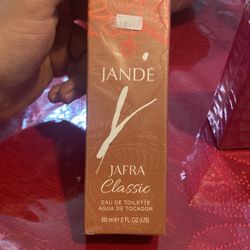 JANDÉ
JAFRA
Classic
EAU DE TOILETTE
AGUA DE TOCADOR
60 ml ℮ 2 FL.OZ (US)